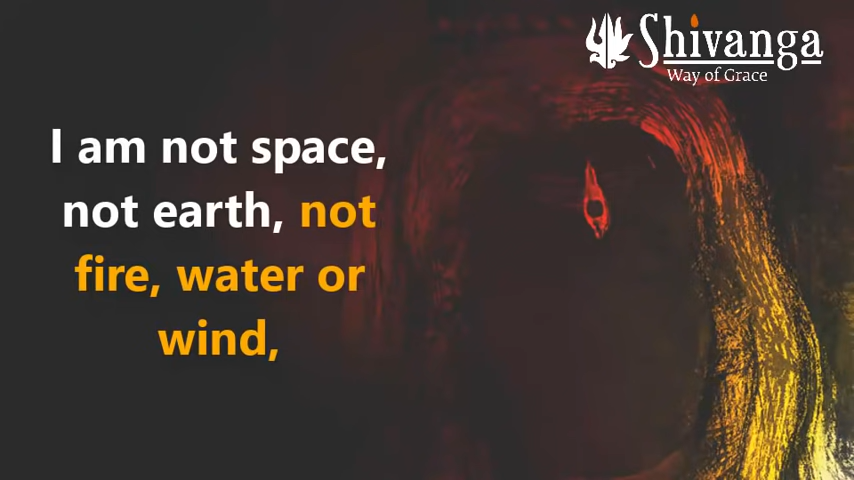 Shivanga
Way of Grace
I am not space,
not earth, not
fire, water or
wind,